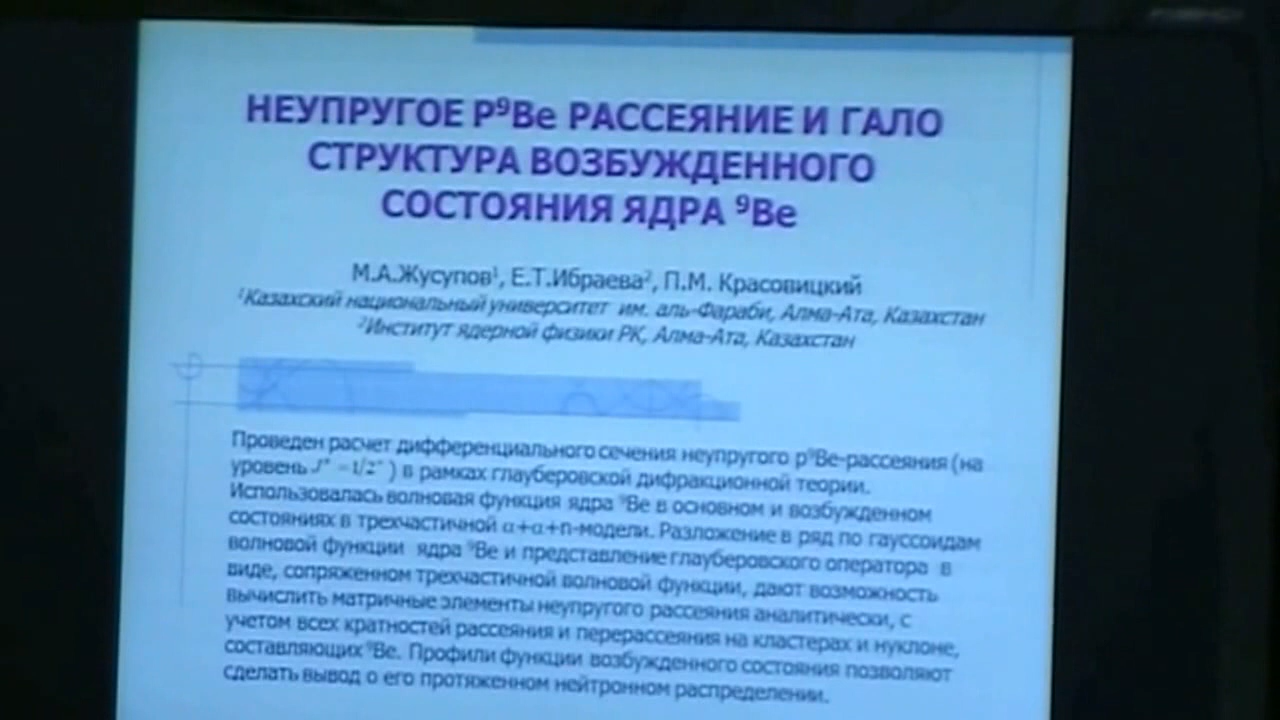 НЕУПРУГОЕ P⁹Be РАССЕЯНИЕ И ГАЛО
СТРУКТУРА ВОЗБУЖДЕННОГО
СОСТОЯНИЯ ЯДРА ⁹Be
М.А.Жусупов¹, Е.Т.Ибраева², П.М. Красовицкий
¹Казахский национальный университет им. аль-Фараби, Алма-Ата, Казахстан
²Институт ядерной физики РК, Алма-Ата, Казахстан
Проведен расчет дифференциального сечения неупругого p⁹Be-рассеяния (на
уровень J = 1/2⁻ ) в рамках глауберовской дифракционной теории.
Использовалась волновая функция ядра ⁹Be в основном и возбужденном
состояниях в трехчастичной α+α+n-модели. Разложение в ряд по гауссоидам
волновой функции ядра ⁹Be и представление глауберовского оператора в
виде, сопряженном трехчастичной волновой функции, дают возможность
вычислить матричные элементы неупругого рассеяния аналитически, с
учетом всех кратностей рассеяния и перерассеяния на кластерах и нуклоне,
составляющих ⁹Be. Профили функции возбужденного состояния позволяют
сделать вывод о его протяженном нейтронном распределении.